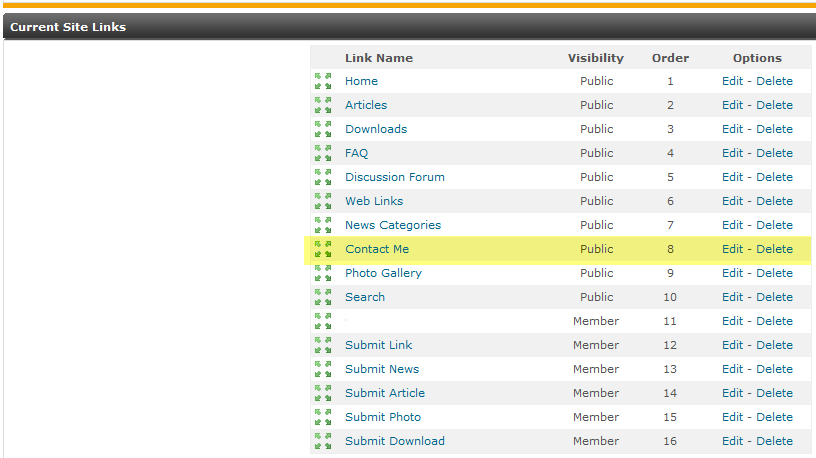 Current Site Links
Link Name Visibility Order Options
Home Public 1 Edit - Delete
Articles Public 2 Edit - Delete
Downloads Public 3 Edit - Delete
FAQ Public 4 Edit - Delete
Discussion Forum Public 5 Edit - Delete
Web Links Public 6 Edit - Delete
News Categories Public 7 Edit - Delete
Contact Me Public 8 Edit - Delete
Photo Gallery Public 9 Edit - Delete
Search Public 10 Edit - Delete
Member 11 Edit - Delete
Submit Link Member 12 Edit - Delete
Submit News Member 13 Edit - Delete
Submit Article Member 14 Edit - Delete
Submit Photo Member 15 Edit - Delete
Submit Download Member 16 Edit - Delete